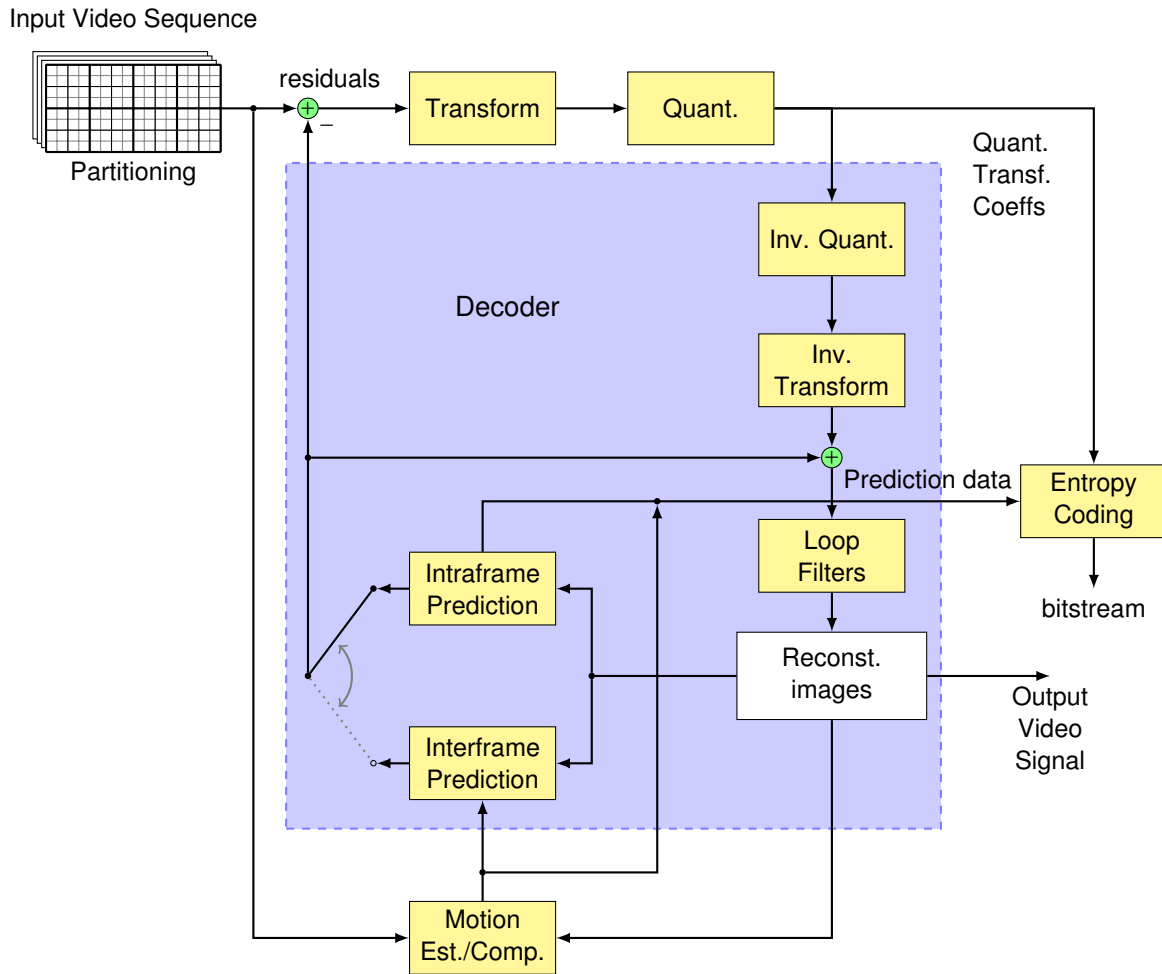 Input Video Sequence
residuals
+
−
Transform
Quant.
Partitioning
Quant.
Transf.
Coeffs
Inv. Quant.
Decoder
Inv.
Transform
+
Prediction data
Entropy
Coding
Loop
Filters
Intraframe
Prediction
bitstream
Reconst.
images
Output
Video
Signal
Interframe
Prediction
Motion
Est./Comp.